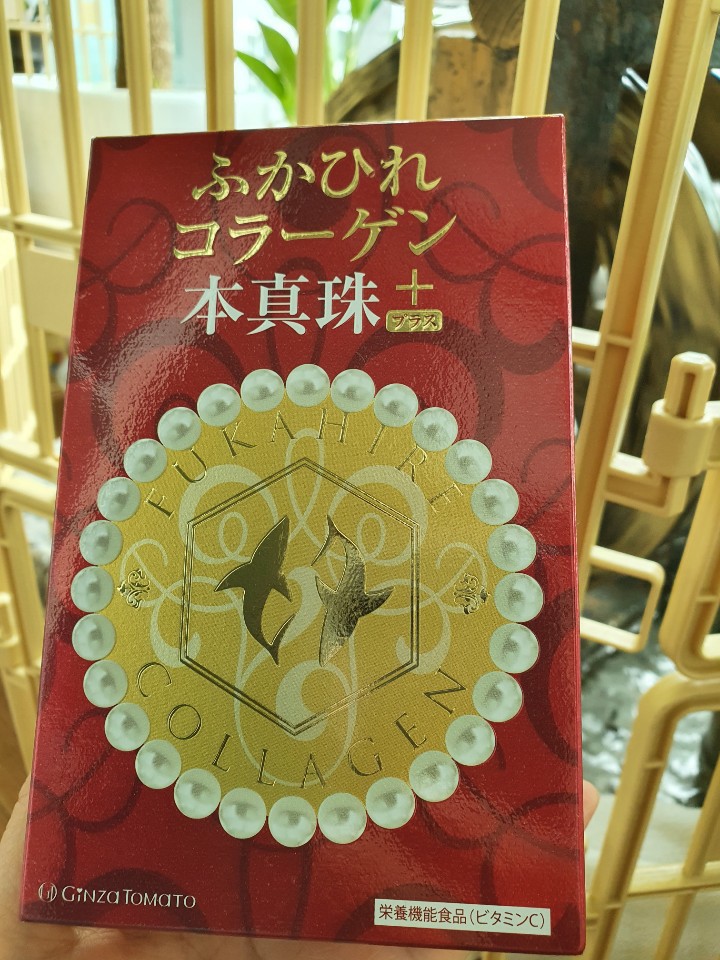 ふかひれ
コラーゲン
本真珠+
プラス
FUKAHIRE
COLLAGEN
GINZA TOMATO
栄養機能食品(ビタミンC)